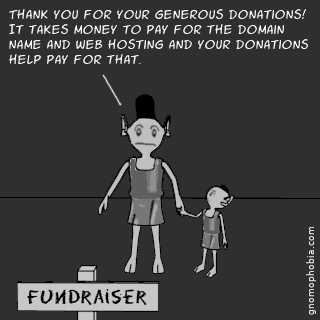 THANK YOU FOR YOUR GENEROUS DONATIONS!
IT TAKES MONEY TO PAY FOR THE DOMAIN
NAME AND WEB HOSTING AND YOUR DONATIONS
HELP PAY FOR THAT.
FUNDRAISER
gnomophobia.com